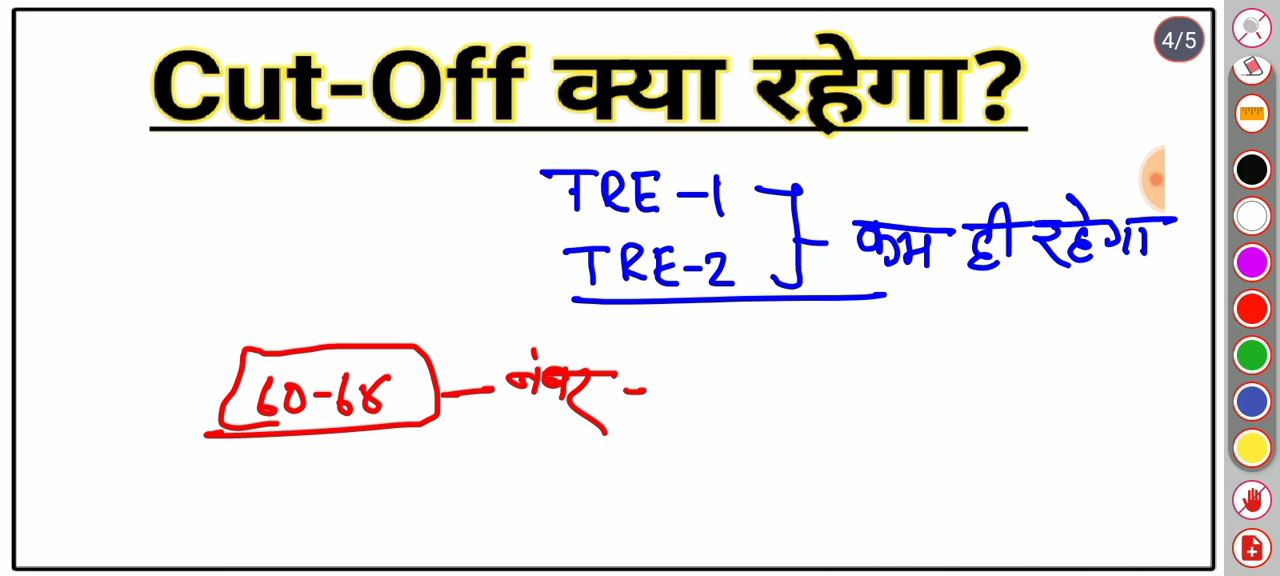 4/5
Cut-Off क्या रहेगा?
TRE-1
TRE-2
कम ही रहेगा
60-68 - नंबर -